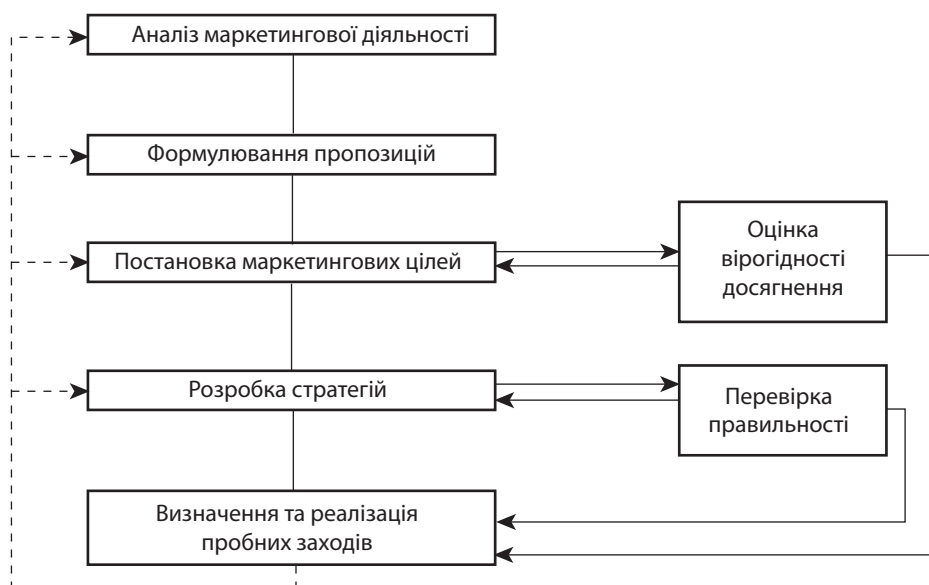 Аналіз маркетингової діяльності
Формулювання пропозицій
Постановка маркетингових цілей
Оцінка
вірогідності
досягнення
Розробка стратегій
Перевірка
правильності
Визначення та реалізація
пробних заходів